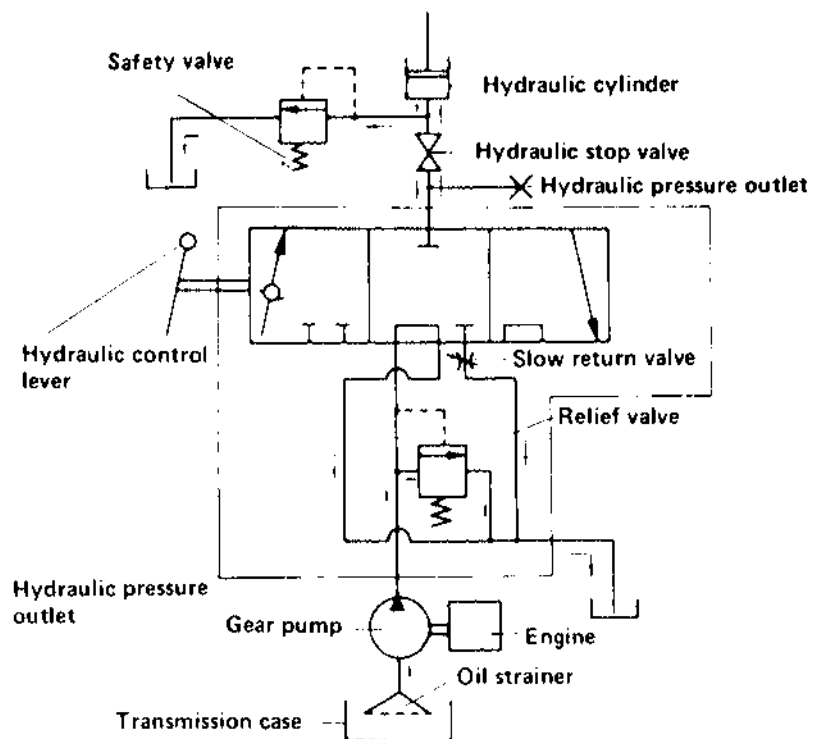 Safety valve
Hydraulic cylinder
Hydraulic stop valve
Hydraulic pressure outlet
Hydraulic control
lever
Slow return valve
Relief valve
Hydraulic pressure
outlet
Gear pump
Engine
Oil strainer
Transmission case